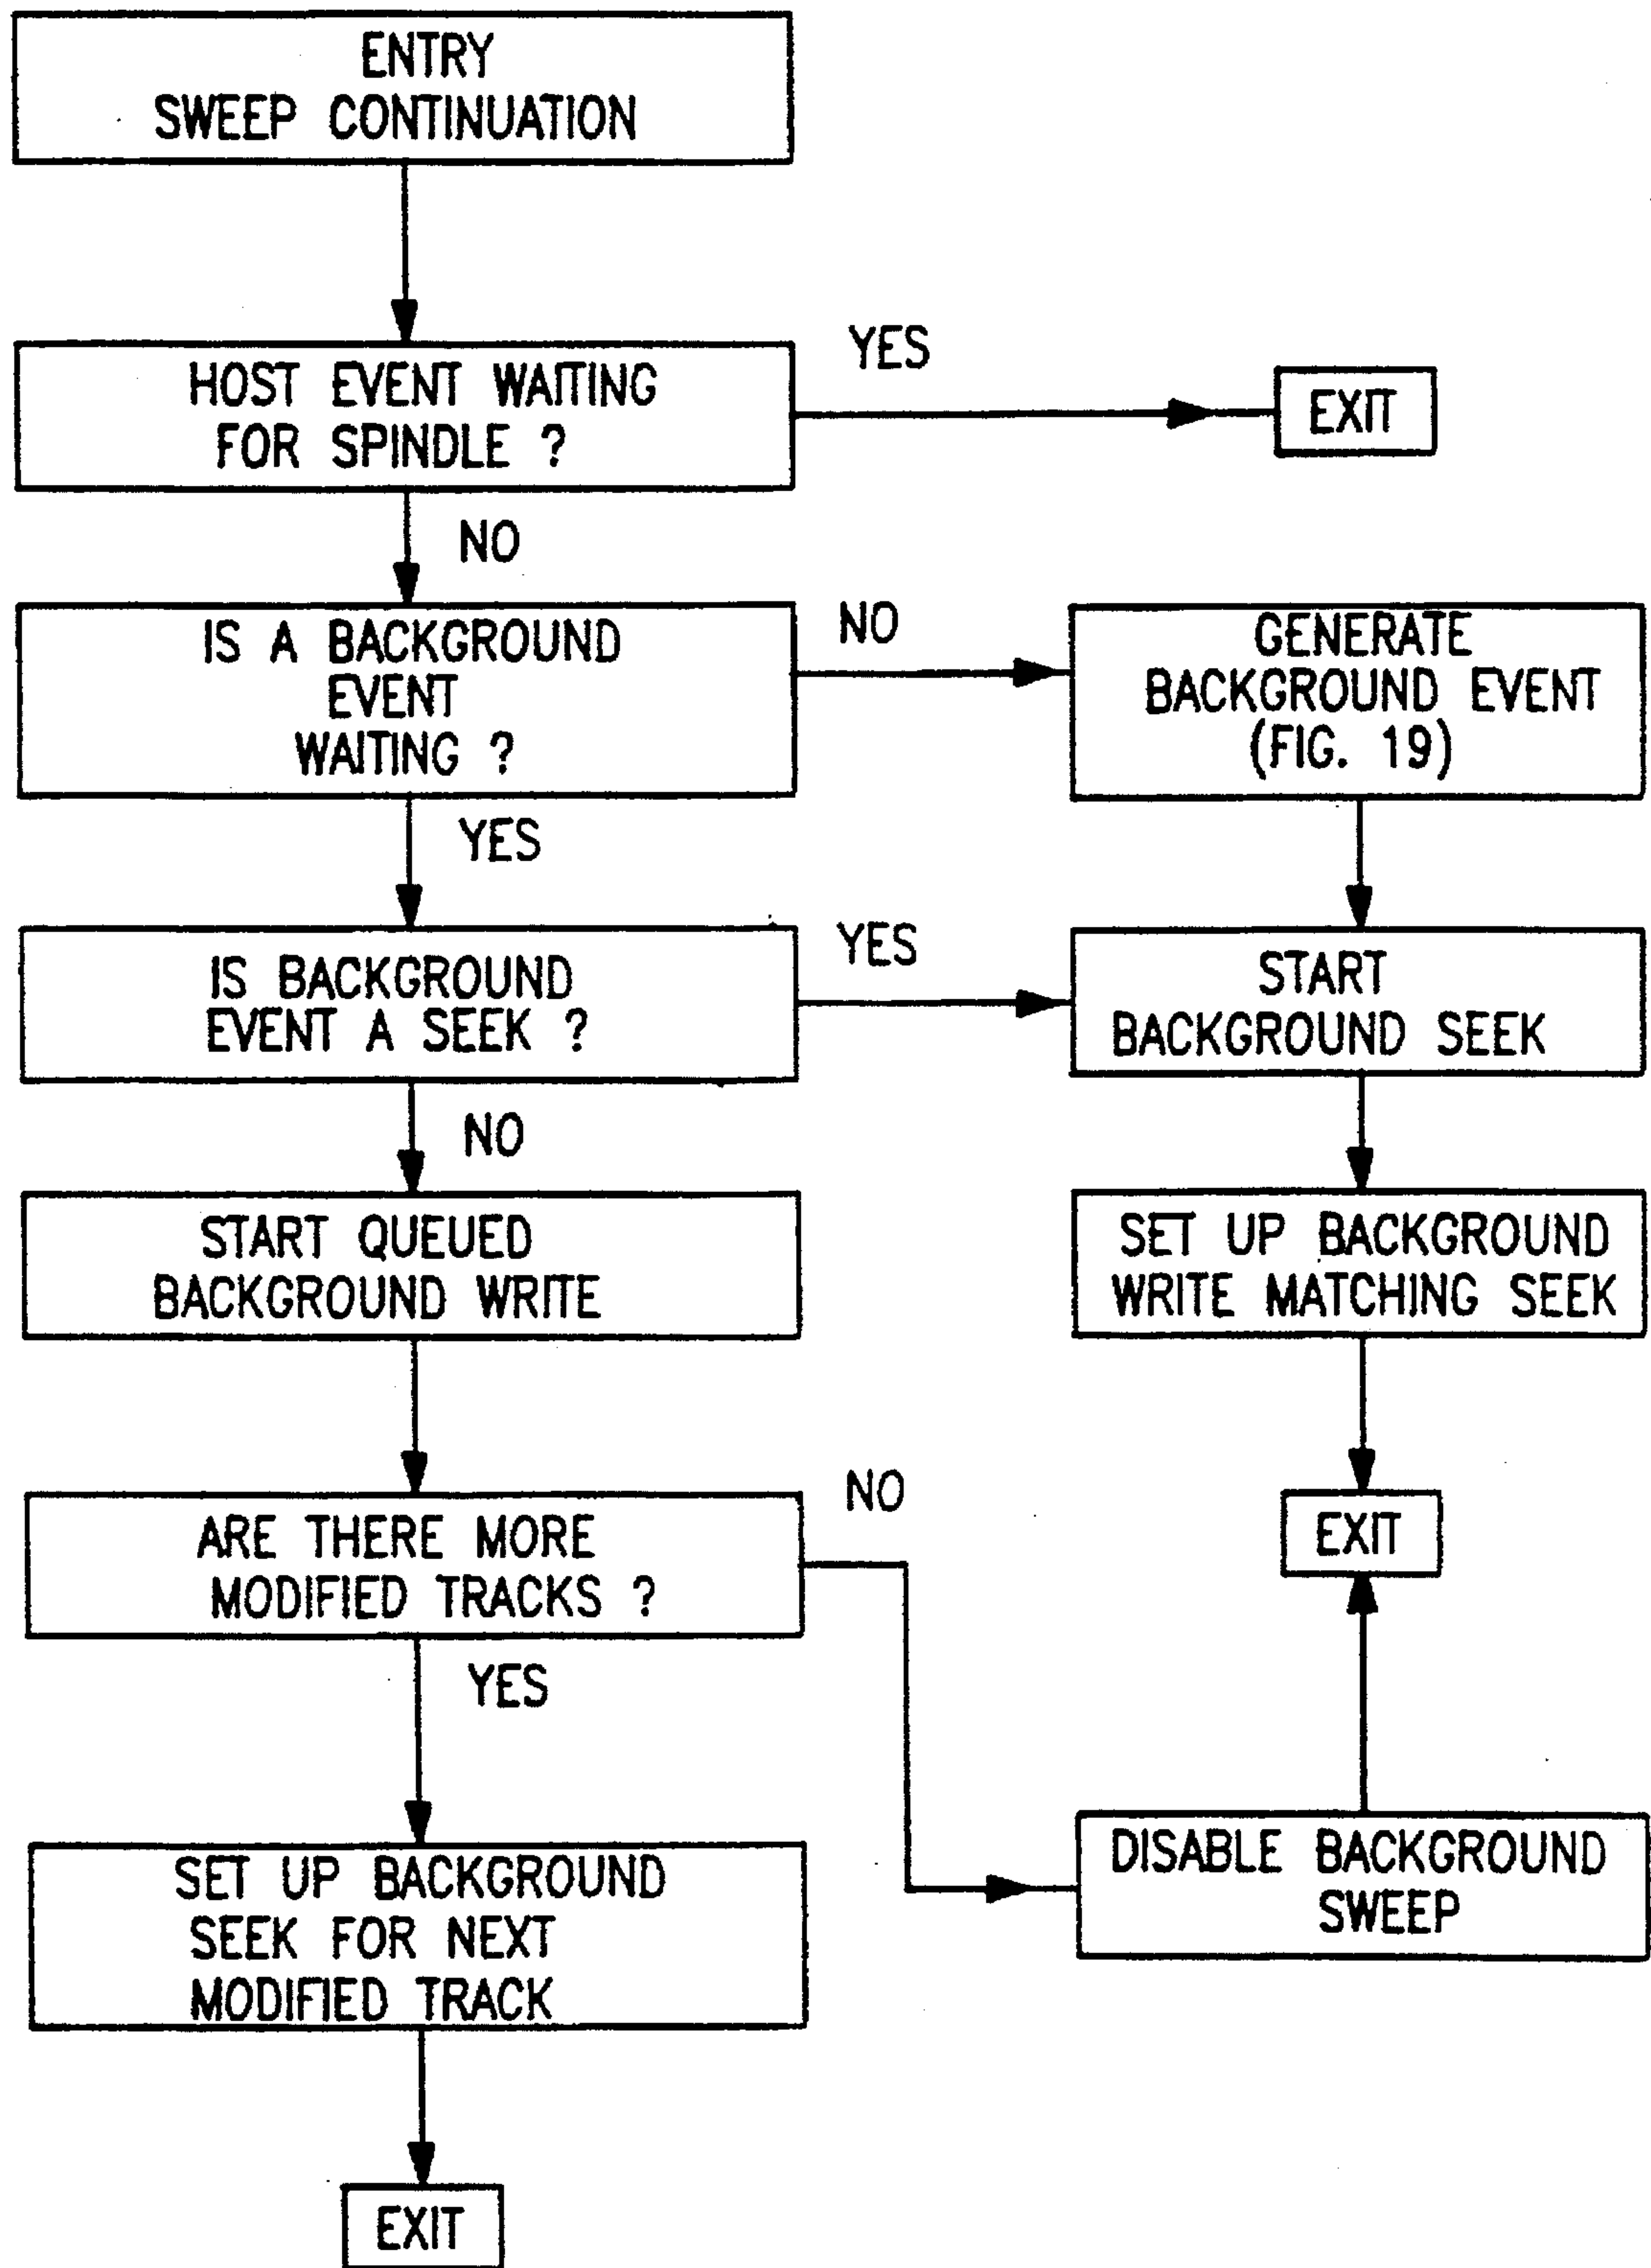 ENTRY
SWEEP CONTINUATION
HOST EVENT WAITING
FOR SPINDLE ?
YES
EXIT
NO
IS A BACKGROUND
EVENT
WAITING ?
NO
GENERATE
BACKGROUND EVENT
(FIG. 19)
YES
IS BACKGROUND
EVENT A SEEK ?
YES
START
BACKGROUND SEEK
NO
START QUEUED
BACKGROUND WRITE
SET UP BACKGROUND
WRITE MATCHING SEEK
ARE THERE MORE
MODIFIED TRACKS ?
NO
EXIT
YES
SET UP BACKGROUND
SEEK FOR NEXT
MODIFIED TRACK
DISABLE BACKGROUND
SWEEP
EXIT